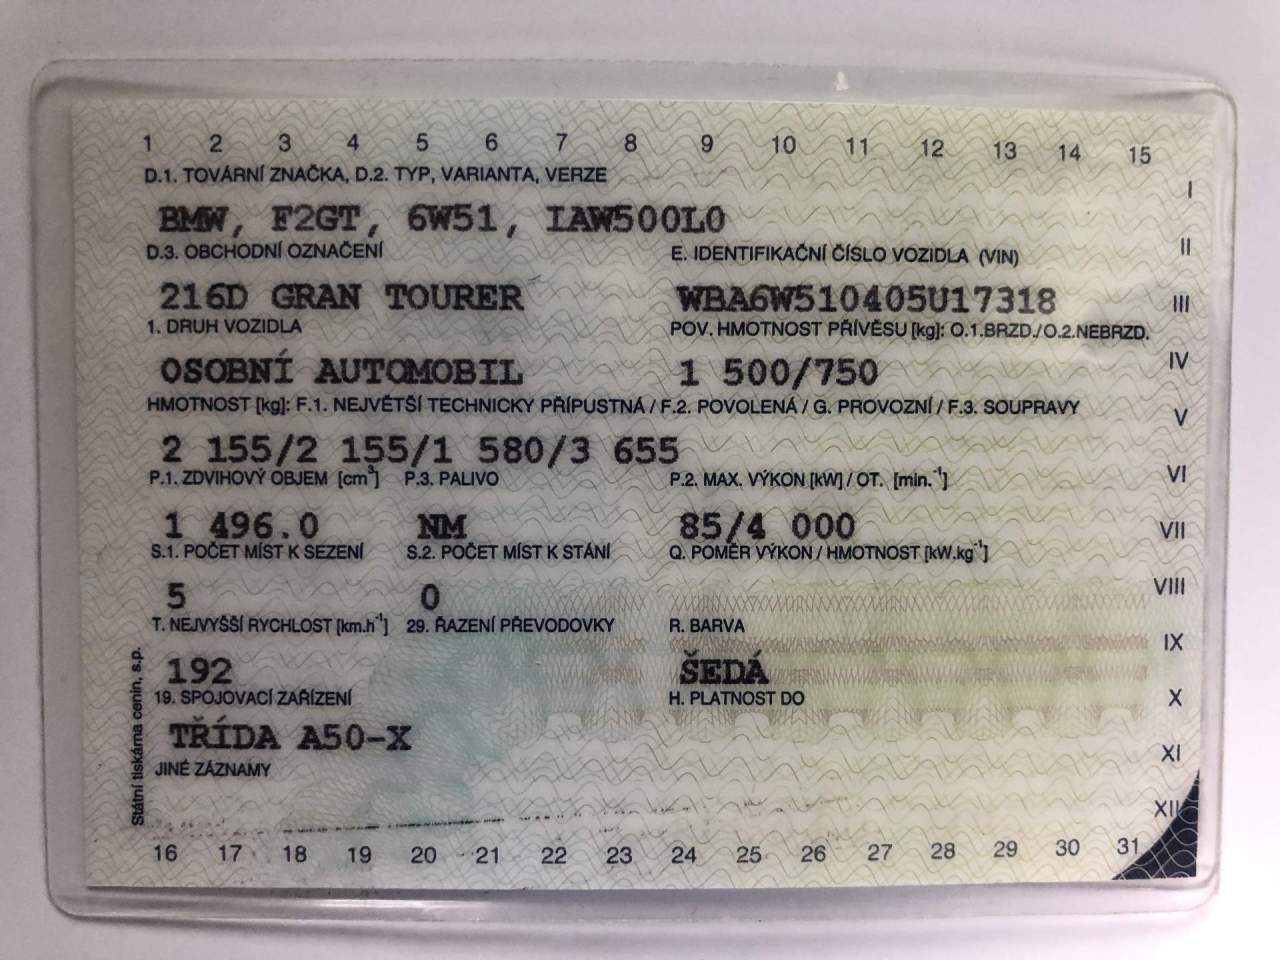 1 2 3 4 5 6 7 8 9 10 11 12 13 14 15
D.1. TOVÁRNÍ ZNAČKA, D.2. TYP, VARIANTA, VERZE
I
BMW, F2GT, 6W51, IAW500L0
D.3. OBCHODNÍ OZNAČENÍ E. IDENTIFIKAČNÍ ČÍSLO VOZIDLA (VIN)
II
216D GRAN TOURER WBA6W510405U17318
III
1. DRUH VOZIDLA POV. HMOTNOST PŘÍVĚSU [kg]: O.1.BRZD./O.2.NEBRZD.
OSOBNÍ AUTOMOBIL 1 500/750
IV
HMOTNOST [kg]: F.1. NEJVĚTŠÍ TECHNICKY PŘÍPUSTNÁ / F.2. POVOLENÁ / G. PROVOZNÍ / F.3. SOUPRAVY
V
2 155/2 155/1 580/3 655
P.1. ZDVIHOVÝ OBJEM [cm³] P.3. PALIVO P.2. MAX. VÝKON [kW] / OT. [min.⁻¹]
VI
1 496.0 NM 85/4 000
VII
S.1. POČET MÍST K SEZENÍ S.2. POČET MÍST K STÁNÍ Q. POMĚR VÝKON / HMOTNOST [kW.kg⁻¹]
5 0
VIII
T. NEJVYŠŠÍ RYCHLOST [km.h⁻¹] 29. ŘAZENÍ PŘEVODOVKY R. BARVA
IX
192 ŠEDÁ
19. SPOJOVACÍ ZAŘÍZENÍ H. PLATNOST DO
X
TŘÍDA A50-X
XI
JINÉ ZÁZNAMY
XII
Státní tiskárna cenin, s.p.
16 17 18 19 20 21 22 23 24 25 26 27 28 29 30 31